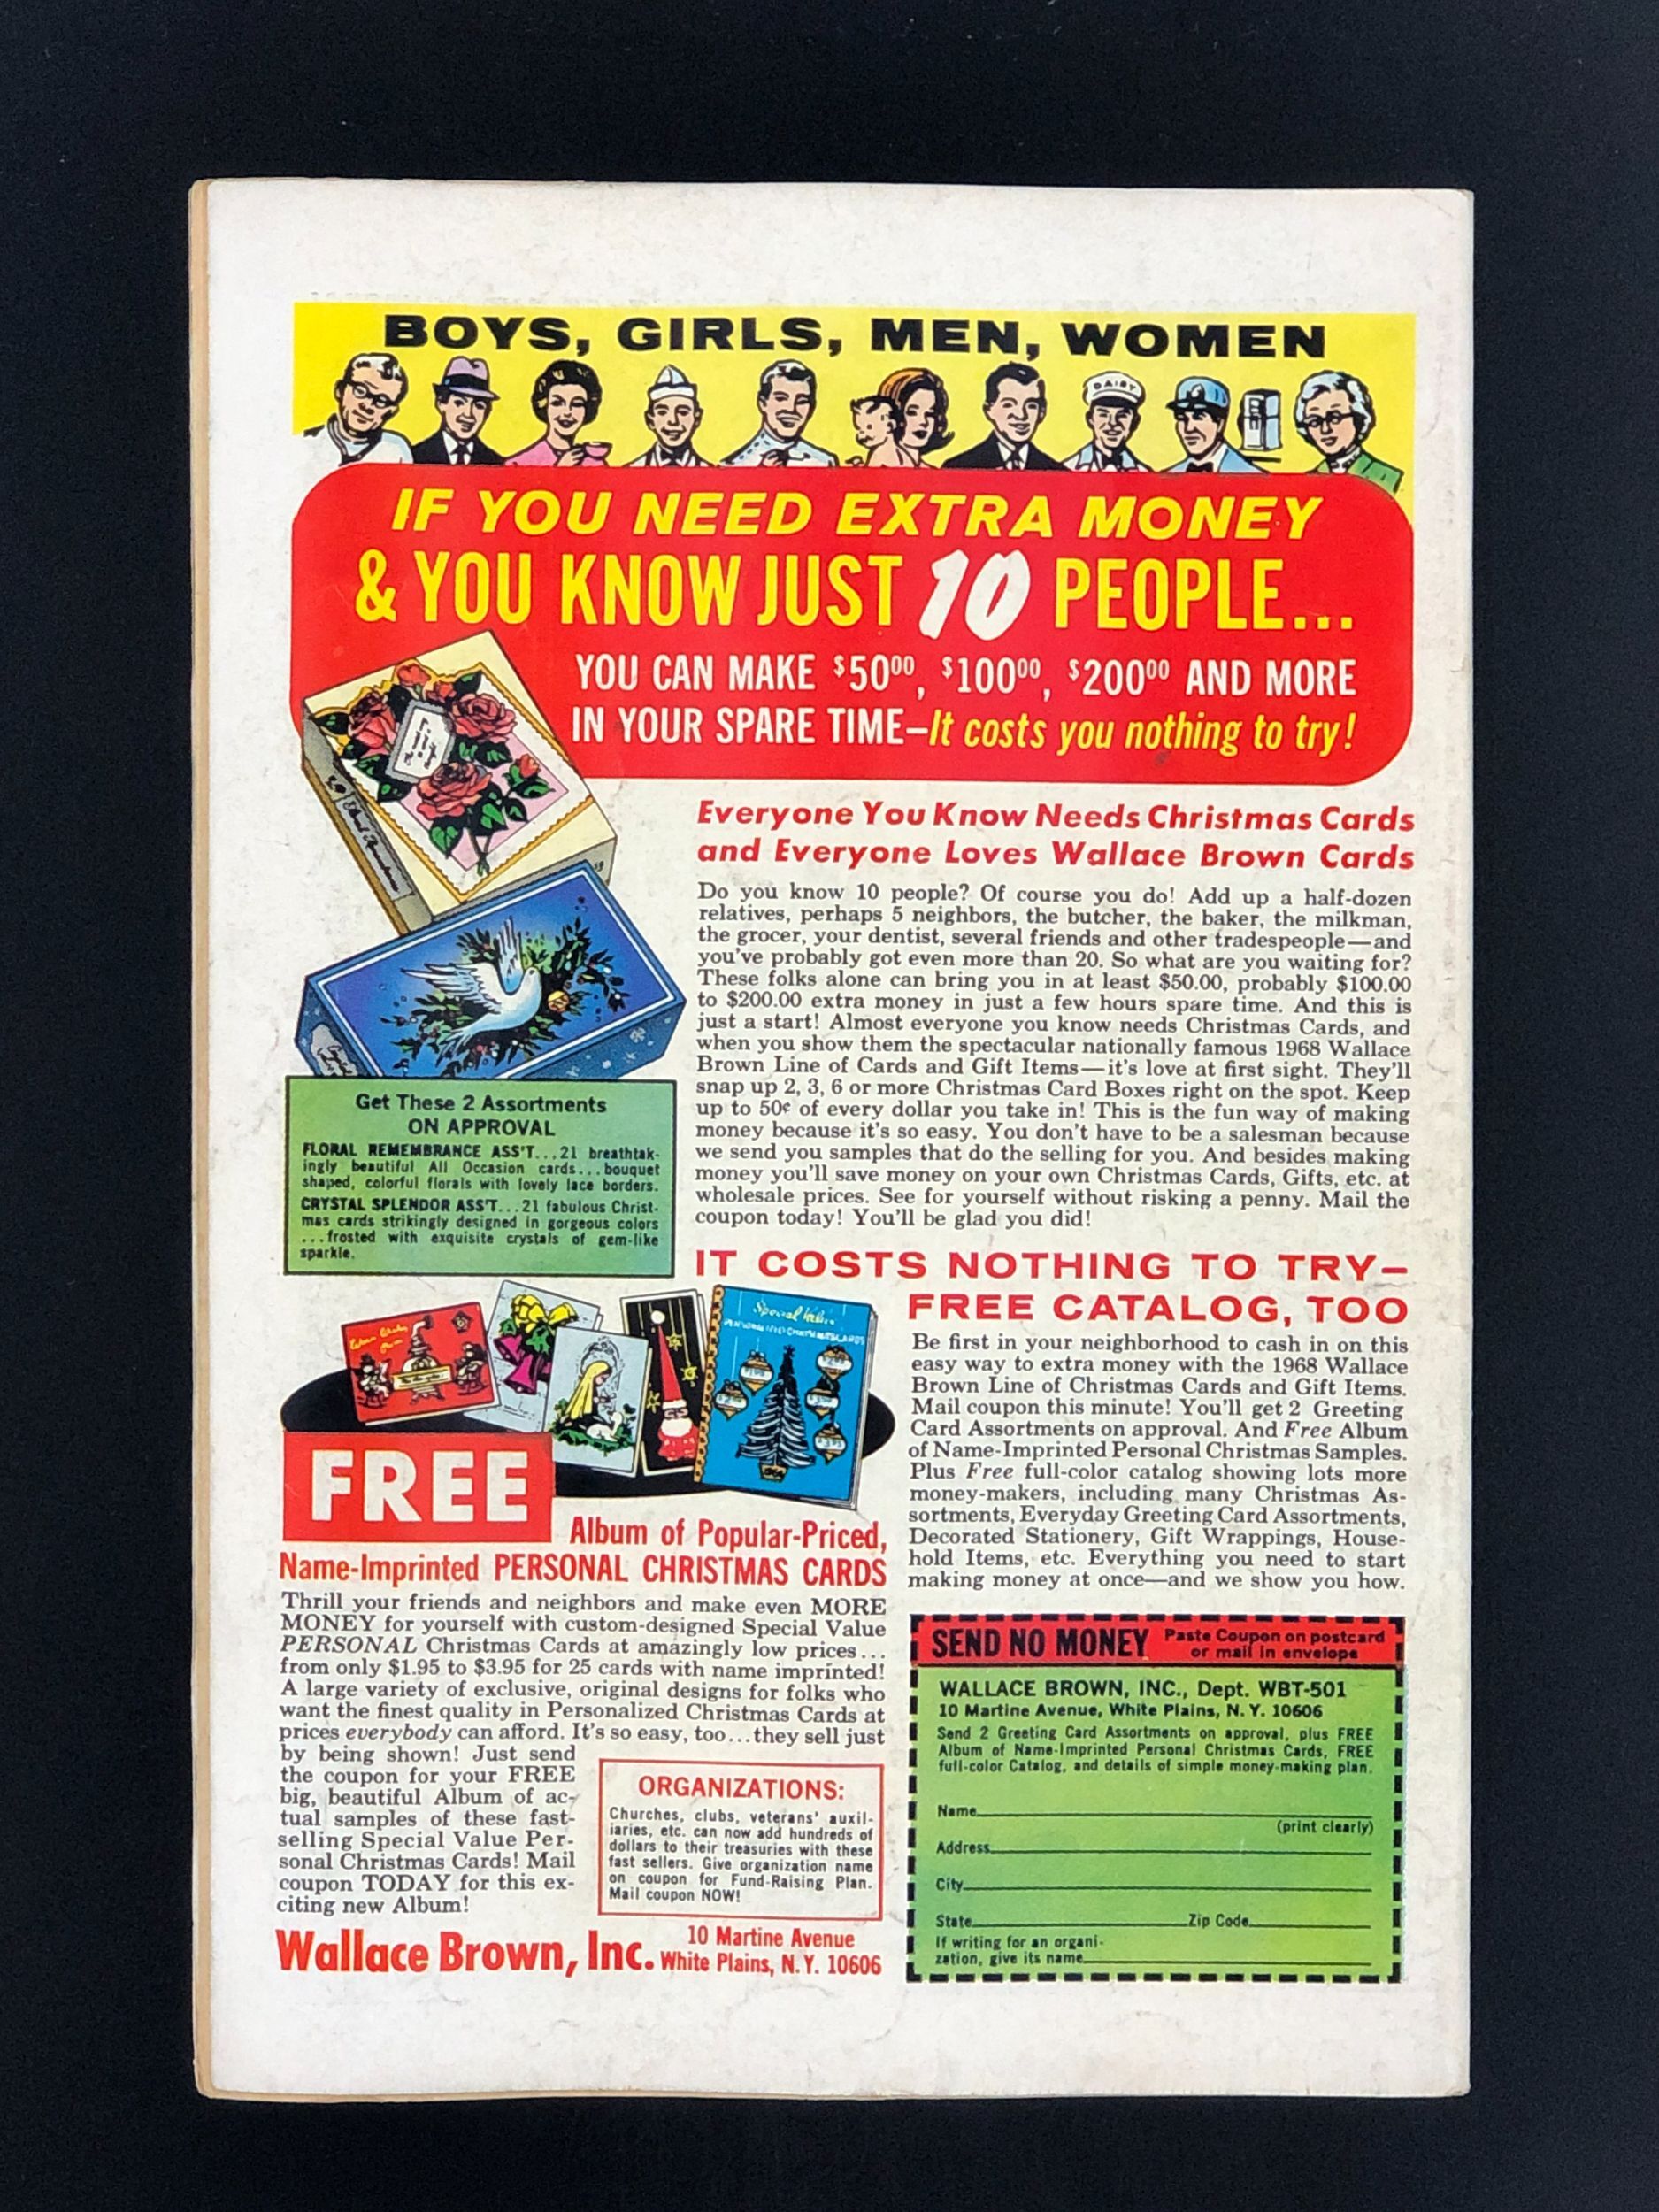 BOYS, GIRLS, MEN, WOMEN
DAIRY
IF YOU NEED EXTRA MONEY
& YOU KNOW JUST 10 PEOPLE...
YOU CAN MAKE $50⁰⁰, $100⁰⁰, $200⁰⁰ AND MORE
IN YOUR SPARE TIME—It costs you nothing to try!
Everyone You Know Needs Christmas Cards
and Everyone Loves Wallace Brown Cards
Do you know 10 people? Of course you do! Add up a half-dozen
relatives, perhaps 5 neighbors, the butcher, the baker, the milkman,
the grocer, your dentist, several friends and other tradespeople—and
you've probably got even more than 20. So what are you waiting for?
These folks alone can bring you in at least $50.00, probably $100.00
to $200.00 extra money in just a few hours spare time. And this is
just a start! Almost everyone you know needs Christmas Cards, and
when you show them the spectacular nationally famous 1968 Wallace
Brown Line of Cards and Gift Items—it's love at first sight. They'll
snap up 2, 3, 6 or more Christmas Card Boxes right on the spot. Keep
up to 50¢ of every dollar you take in! This is the fun way of making
money because it's so easy. You don't have to be a salesman because
we send you samples that do the selling for you. And besides making
money you'll save money on your own Christmas Cards, Gifts, etc. at
wholesale prices. See for yourself without risking a penny. Mail the
coupon today! You'll be glad you did!
Get These 2 Assortments
ON APPROVAL
FLORAL REMEMBRANCE ASS'T...21 breathtak-
ingly beautiful All Occasion cards...bouquet
shaped, colorful florals with lovely lace borders.
CRYSTAL SPLENDOR ASS'T...21 fabulous Christ-
mas cards strikingly designed in gorgeous colors
...frosted with exquisite crystals of gem-like
sparkle.
IT COSTS NOTHING TO TRY—
FREE CATALOG, TOO
Be first in your neighborhood to cash in on this
easy way to extra money with the 1968 Wallace
Brown Line of Christmas Cards and Gift Items.
Mail coupon this minute! You'll get 2 Greeting
Card Assortments on approval. And Free Album
of Name-Imprinted Personal Christmas Samples.
Plus Free full-color catalog showing lots more
money-makers, including many Christmas As-
sortments, Everyday Greeting Card Assortments,
Decorated Stationery, Gift Wrappings, House-
hold Items, etc. Everything you need to start
making money at once—and we show you how.
Special Value
PERSONALIZED CHRISTMAS CARDS
FREE
Album of Popular-Priced,
Name-Imprinted PERSONAL CHRISTMAS CARDS
Thrill your friends and neighbors and make even MORE
MONEY for yourself with custom-designed Special Value
PERSONAL Christmas Cards at amazingly low prices...
from only $1.95 to $3.95 for 25 cards with name imprinted!
A large variety of exclusive, original designs for folks who
want the finest quality in Personalized Christmas Cards at
prices everybody can afford. It's so easy, too...they sell just
by being shown! Just send
the coupon for your FREE
big, beautiful Album of ac-
tual samples of these fast-
selling Special Value Per-
sonal Christmas Cards! Mail
coupon TODAY for this ex-
citing new Album!
ORGANIZATIONS:
Churches, clubs, veterans' auxil-
iaries, etc. can now add hundreds of
dollars to their treasuries with these
fast sellers. Give organization name
on coupon for Fund-Raising Plan.
Mail coupon NOW!
Wallace Brown, Inc. 10 Martine Avenue
White Plains, N.Y. 10606
SEND NO MONEY Paste Coupon on postcard
or mail in envelope
WALLACE BROWN, INC., Dept. WBT-501
10 Martine Avenue, White Plains, N.Y. 10606
Send 2 Greeting Card Assortments on approval, plus FREE
Album of Name-Imprinted Personal Christmas Cards, FREE
full-color Catalog, and details of simple money-making plan.
Name
(print clearly)
Address
City
State Zip Code
If writing for an organi-
zation, give its name